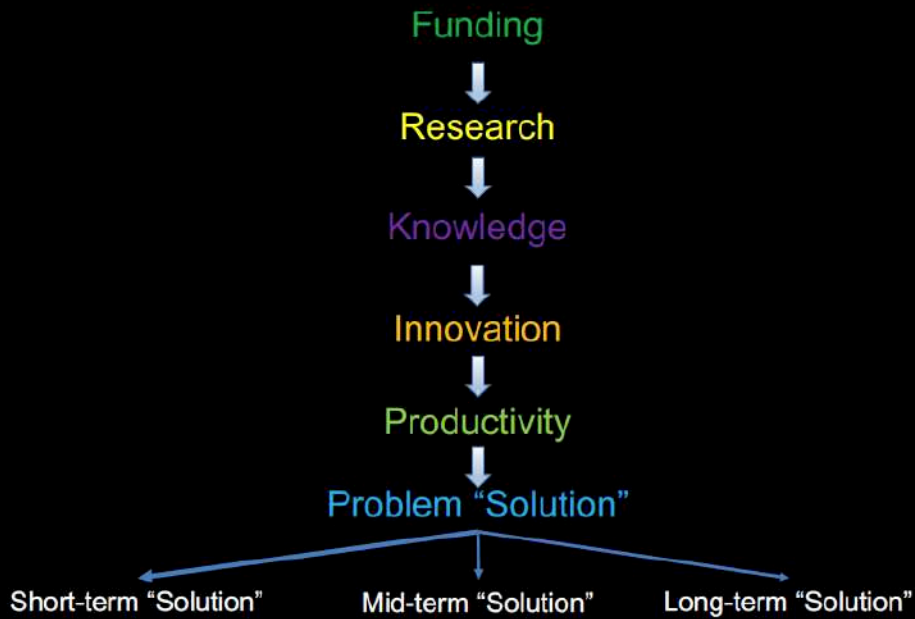 Funding
Research
Knowledge
Innovation
Productivity
Problem “Solution”
Short-term “Solution” Mid-term “Solution” Long-term “Solution”